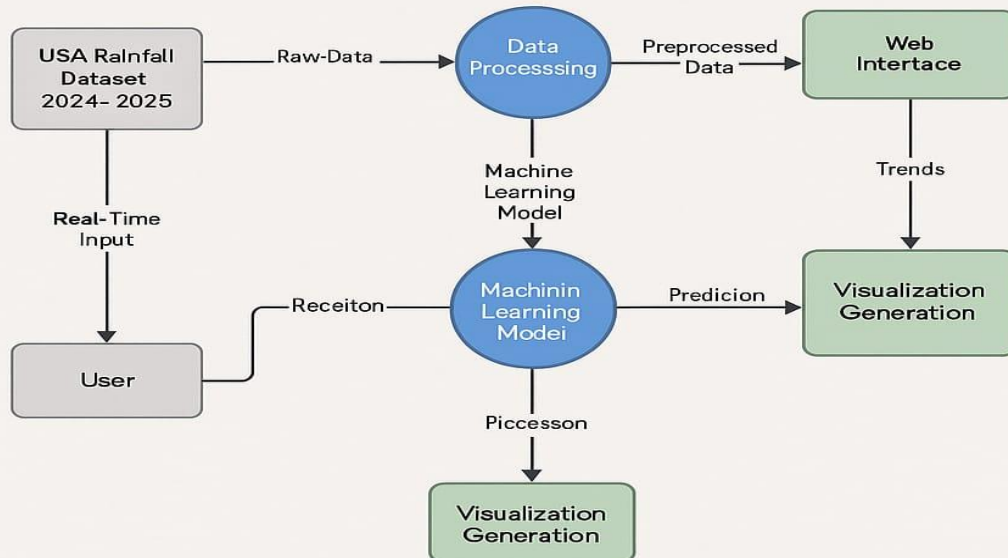 USA Ralnfall
Dataset
2024- 2025
Raw-Data
Data
Processsing
Preprocessed
Data
Web
Intertace
Real-Time
Input
Machine
Learning
Model
Trends
User
Receiton
Machinin
Learning
Modei
Predicion
Visualization
Generation
Piccesson
Visualization
Generation